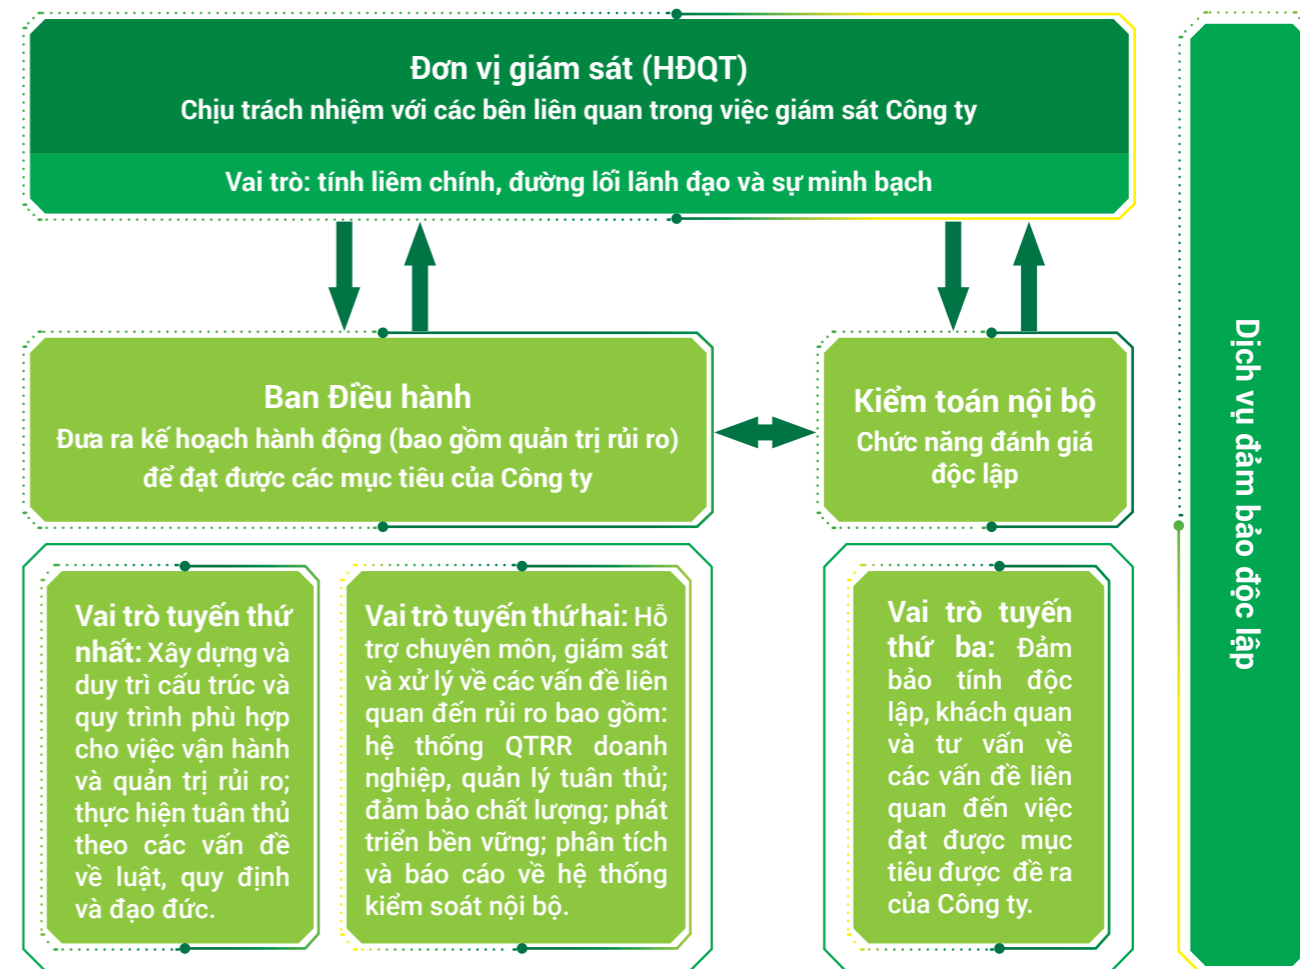 Đơn vị giám sát (HĐQT)
Chịu trách nhiệm với các bên liên quan trong việc giám sát Công ty
Vai trò: tính liêm chính, đường lối lãnh đạo và sự minh bạch
Ban Điều hành
Đưa ra kế hoạch hành động (bao gồm quản trị rủi ro)
để đạt được các mục tiêu của Công ty
Kiểm toán nội bộ
Chức năng đánh giá
độc lập
Vai trò tuyến thứ
nhất: Xây dựng và
duy trì cấu trúc và
quy trình phù hợp
cho việc vận hành
và quản trị rủi ro;
thực hiện tuân thủ
theo các vấn đề
về luật, quy định
và đạo đức.
Vai trò tuyến thứ hai: Hỗ
trợ chuyên môn, giám sát
và xử lý về các vấn đề liên
quan đến rủi ro bao gồm:
hệ thống QTRR doanh
nghiệp, quản lý tuân thủ;
đảm bảo chất lượng; phát
triển bền vững; phân tích
và báo cáo về hệ thống
kiểm soát nội bộ.
Vai trò tuyến
thứ ba: Đảm
bảo tính độc
lập, khách quan
và tư vấn về
các vấn đề liên
quan đến việc
đạt được mục
tiêu được đề ra
của Công ty.
Dịch vụ đảm bảo độc lập